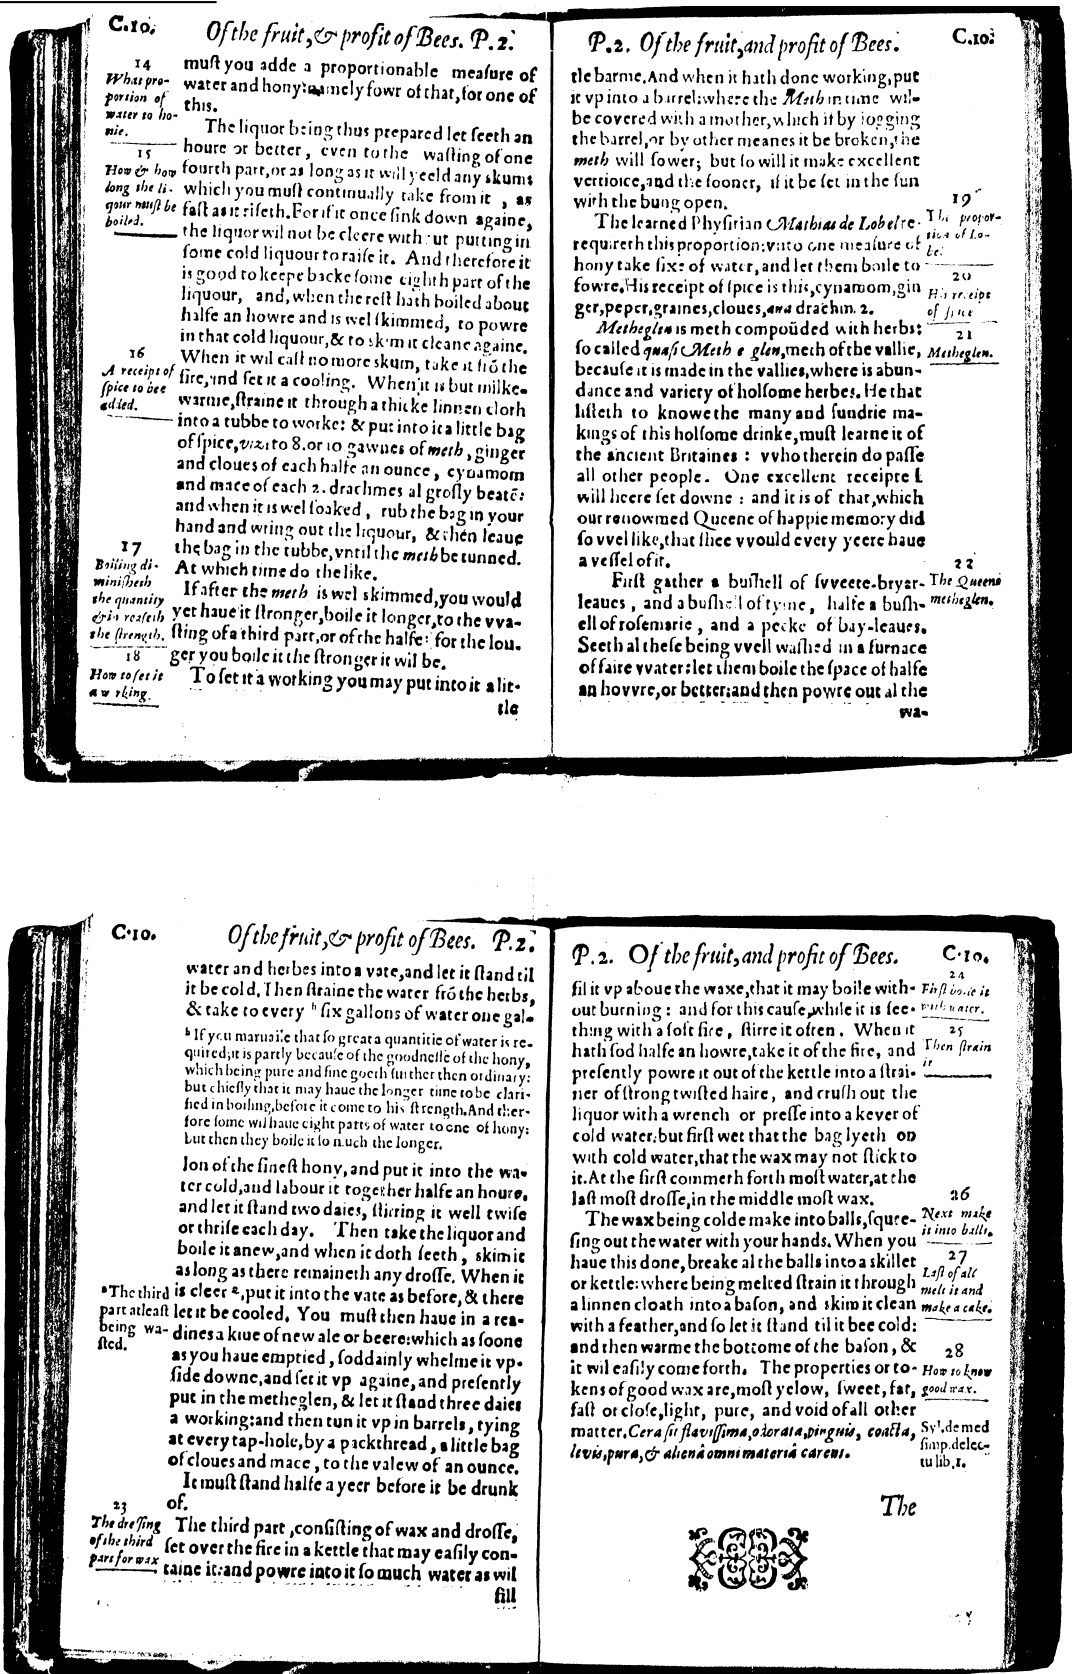 C.10. Of the fruit, & profit of Bees. P.2.
14
What pro-
portion of
water to ho-
nie.
15
How & how
long the li-
quour must be
boiled.
16
A receipt of
spice to bee
added.
17
Boiling di-
minisheth
the quantity
the strength.
18
How to set it
muſt you adde a proportionable meaſure of
water and hony: namely fowr of that, for one of
this.
The liquor being thus prepared let ſeeth an
houre or better, even to the waſting of one
fourth part, or as long as it will yeeld any skums
which you muſt continually take from it, as
faſt as it riſeth. For if it once ſink down againe,
the liquor wil not be cleere without putting in
ſome cold liquour to raiſe it. And therefore it
is good to keepe backe ſome eighth part of the
liquour, and, when the reſt hath boiled about
halfe an howre and is wel ſkimmed, to powre
in that cold liquour, & to skim it cleane againe.
When it wil caſt no more skum, take it frō the
fire, and ſet it a cooling. When it is but milke-
warme, ſtraine it through a thicke linnen cloth
into a tubbe to worke: & put into it a little bag
of ſpice, viz. to 8. or 10 gawnes of meth, ginger
and cloues of each halfe an ounce, cynamom
and mace of each 2. drachmes al groſly beatē:
and when it is wel ſoaked, rub the bag in your
hand and wring out the liquour, & thēn leaue
the bag in the tubbe, vntil the meth be tunned.
At which time do the like.
If after the meth is wel skimmed, you would
yet haue it ſtronger, boile it longer, to the vva-
ſting of a third part, or of the halfe: for the lon-
ger you boile it the ſtronger it wil be.
To ſet it a working you may put into it a lit-
tle
P.2. Of the fruit, and profit of Bees. C.10.
tle barme. And when it hath done working, put
it vp into a barrel: where the Meth in time wil-
be covered with a mother, which it by iogging
the barrel, or by other meanes it be broken, the
meth will ſower; but ſo will it make excellent
vertioice, and the ſooner, if it be ſet in the ſun
with the bung open.
The learned Phyſitian Mathias de Lobel re-
requireth this proportion: vnto one meaſure of
hony take ſixe of water, and let them boile to
fowre. His receipt of ſpice is this, cynamom, gin
ger, peper, graines, cloues, ana drachm. 2.
Metheglen is meth compoūded with herbs:
ſo called quaſi Meth e glen, meth of the vallie,
becauſe it is made in the vallies, where is abun-
dance and variety of holſome herbes. He that
liſteth to knowe the many and ſundrie ma-
kings of this holſome drinke, muſt learne it of
the ancient Britaines: vvho therein do paſſe
all other people. One excellent receipte I
will heere ſet downe: and it is of that, which
our renowmed Queene of happie memory did
ſo vvel like, that ſhee vvould every yeere haue
a veſſel of it.
Firſt gather a buſhell of ſvveete-bryar-
leaues, and a buſhell of tyme, halfe a buſh-
ell of roſemarie, and a pecke of bay-leaues.
Seeth al theſe being vvell waſhed in a furnace
of faire vvater: let them boile the ſpace of halfe
an hovvre, or better: and then powre out al the
wa-
19
The propor-
tion of Lo-
bel.
20
His receipt
of spice
21
Metheglen.
22
The Queens
metheglen.
C.10. Of the fruit, & profit of Bees. P.2.
water and herbes into a vate, and let it ſtand til
it be cold. Then ſtraine the water frō the herbs,
& take to every h ſix gallons of water one gal-
h If you maruaile that ſo great a quantitie of water is re-
quired; it is partly becauſe of the goodneſſe of the hony,
which being pure and fine goeth further then ordinary:
but chiefly that it may haue the longer time to be clari-
fied in boiling, before it come to his ſtrength. And ther-
fore ſome wil haue eight parts of water to one of hony:
but then they boile it ſo much the longer.
lon of the fineſt hony, and put it into the wa-
ter cold, and labour it together halfe an houre,
and let it ſtand two daies, ſtirring it well twiſe
or thriſe each day. Then take the liquor and
boile it anew, and when it doth ſeeth, skim it
as long as there remaineth any droſſe. When it
is cleer a, put it into the vate as before, & there
let it be cooled. You muſt then haue in a rea-
dines a kiue of new ale or beere: which as ſoone
as you haue emptied, ſoddainly whelme it vp-
ſide downe, and ſet it vp againe, and preſently
put in the metheglen, & let it ſtand three daies
a working: and then tun it vp in barrels, tying
at every tap-hole, by a packthread, a little bag
of cloues and mace, to the valew of an ounce.
It muſt ſtand halfe a yeer before it be drunk
of.
The third part, conſiſting of wax and droſſe,
ſet over the fire in a kettle that may eaſily con-
taine it: and powre into it ſo much water as wil
fill
a The third
part at leaſt
being wa-
ſted.
23
The dreſſing
of the third
part for wax
P.2. Of the fruit, and profit of Bees. C.10.
fil it vp aboue the waxe, that it may boile with-
out burning: and for this cauſe, while it is ſee-
thing with a ſoft fire, ſtirre it often. When it
hath ſod halfe an howre, take it of the fire, and
preſently powre it out of the kettle into a ſtrai-
ner of ſtrong twiſted haire, and cruſh out the
liquor with a wrench or preſſe into a kever of
cold water: but firſt wet that the bag lyeth on
with cold water, that the wax may not ſtick to
it. At the firſt commeth forth moſt water, at the
laſt moſt droſſe, in the middle moſt wax.
The wax being colde make into balls, ſquee-
ſing out the water with your hands. When you
haue this done, breake al the balls into a skillet
or kettle: where being melted ſtrain it through
a linnen cloath into a baſon, and skim it clean
with a feather, and ſo let it ſtand til it bee cold:
and then warme the bottome of the baſon, &
it wil eaſily come forth. The properties or to-
kens of good wax are, moſt yelow, ſweet, fat,
faſt or cloſe, light, pure, and void of all other
matter. Cera ſit flaviſſima, odorata, pinguis, coacta,
levis, pura, & alienâ omni materiâ carens.
The
24
Firſt boile it
with water.
25
Then ſtrain
it
26
Next make
it into balls.
27
Laſt of all
melt it and
make a cake.
28
How to know
good wax.
Syl. de med
ſimp. delec-
tu lib. 1.